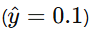 (ŷ = 0.1)